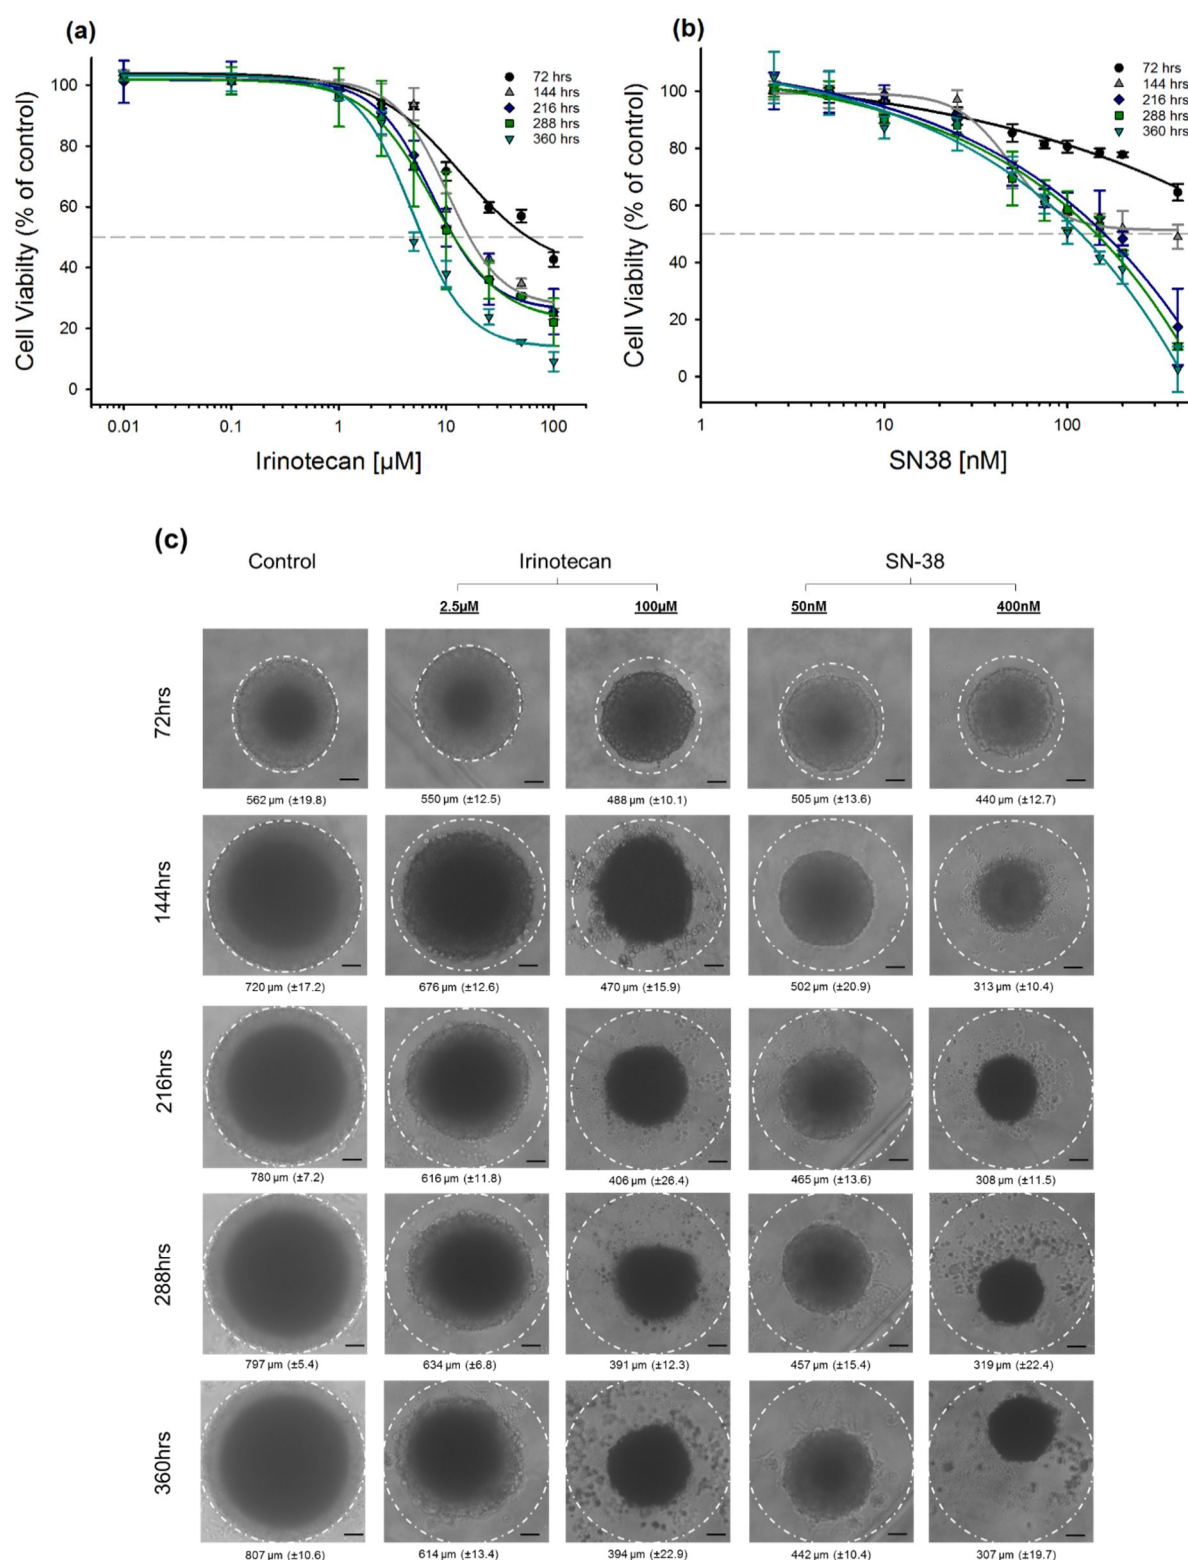 (a)
Cell Viabilty (% of control)
100
80
60
40
20
0
72 hrs
144 hrs
216 hrs
288 hrs
360 hrs
0.01 0.1 1 10 100
Irinotecan [µM]
(b)
Cell Viabilty (% of control)
100
80
60
40
20
0
72 hrs
144 hrs
216 hrs
288 hrs
360 hrs
1 10 100
SN38 [nM]
(c)
Control Irinotecan SN-38
2.5µM 100µM 50nM 400nM
72hrs
562 µm (±19.8) 550 µm (±12.5) 488 µm (±10.1) 505 µm (±13.6) 440 µm (±12.7)
144hrs
720 µm (±17.2) 676 µm (±12.6) 470 µm (±15.9) 502 µm (±20.9) 313 µm (±10.4)
216hrs
780 µm (±7.2) 616 µm (±11.8) 406 µm (±26.4) 465 µm (±13.6) 308 µm (±11.5)
288hrs
797 µm (±5.4) 634 µm (±6.8) 391 µm (±12.3) 457 µm (±15.4) 319 µm (±22.4)
360hrs
807 µm (±10.6) 614 µm (±13.4) 394 µm (±22.9) 442 µm (±10.4) 307 µm (±19.7)